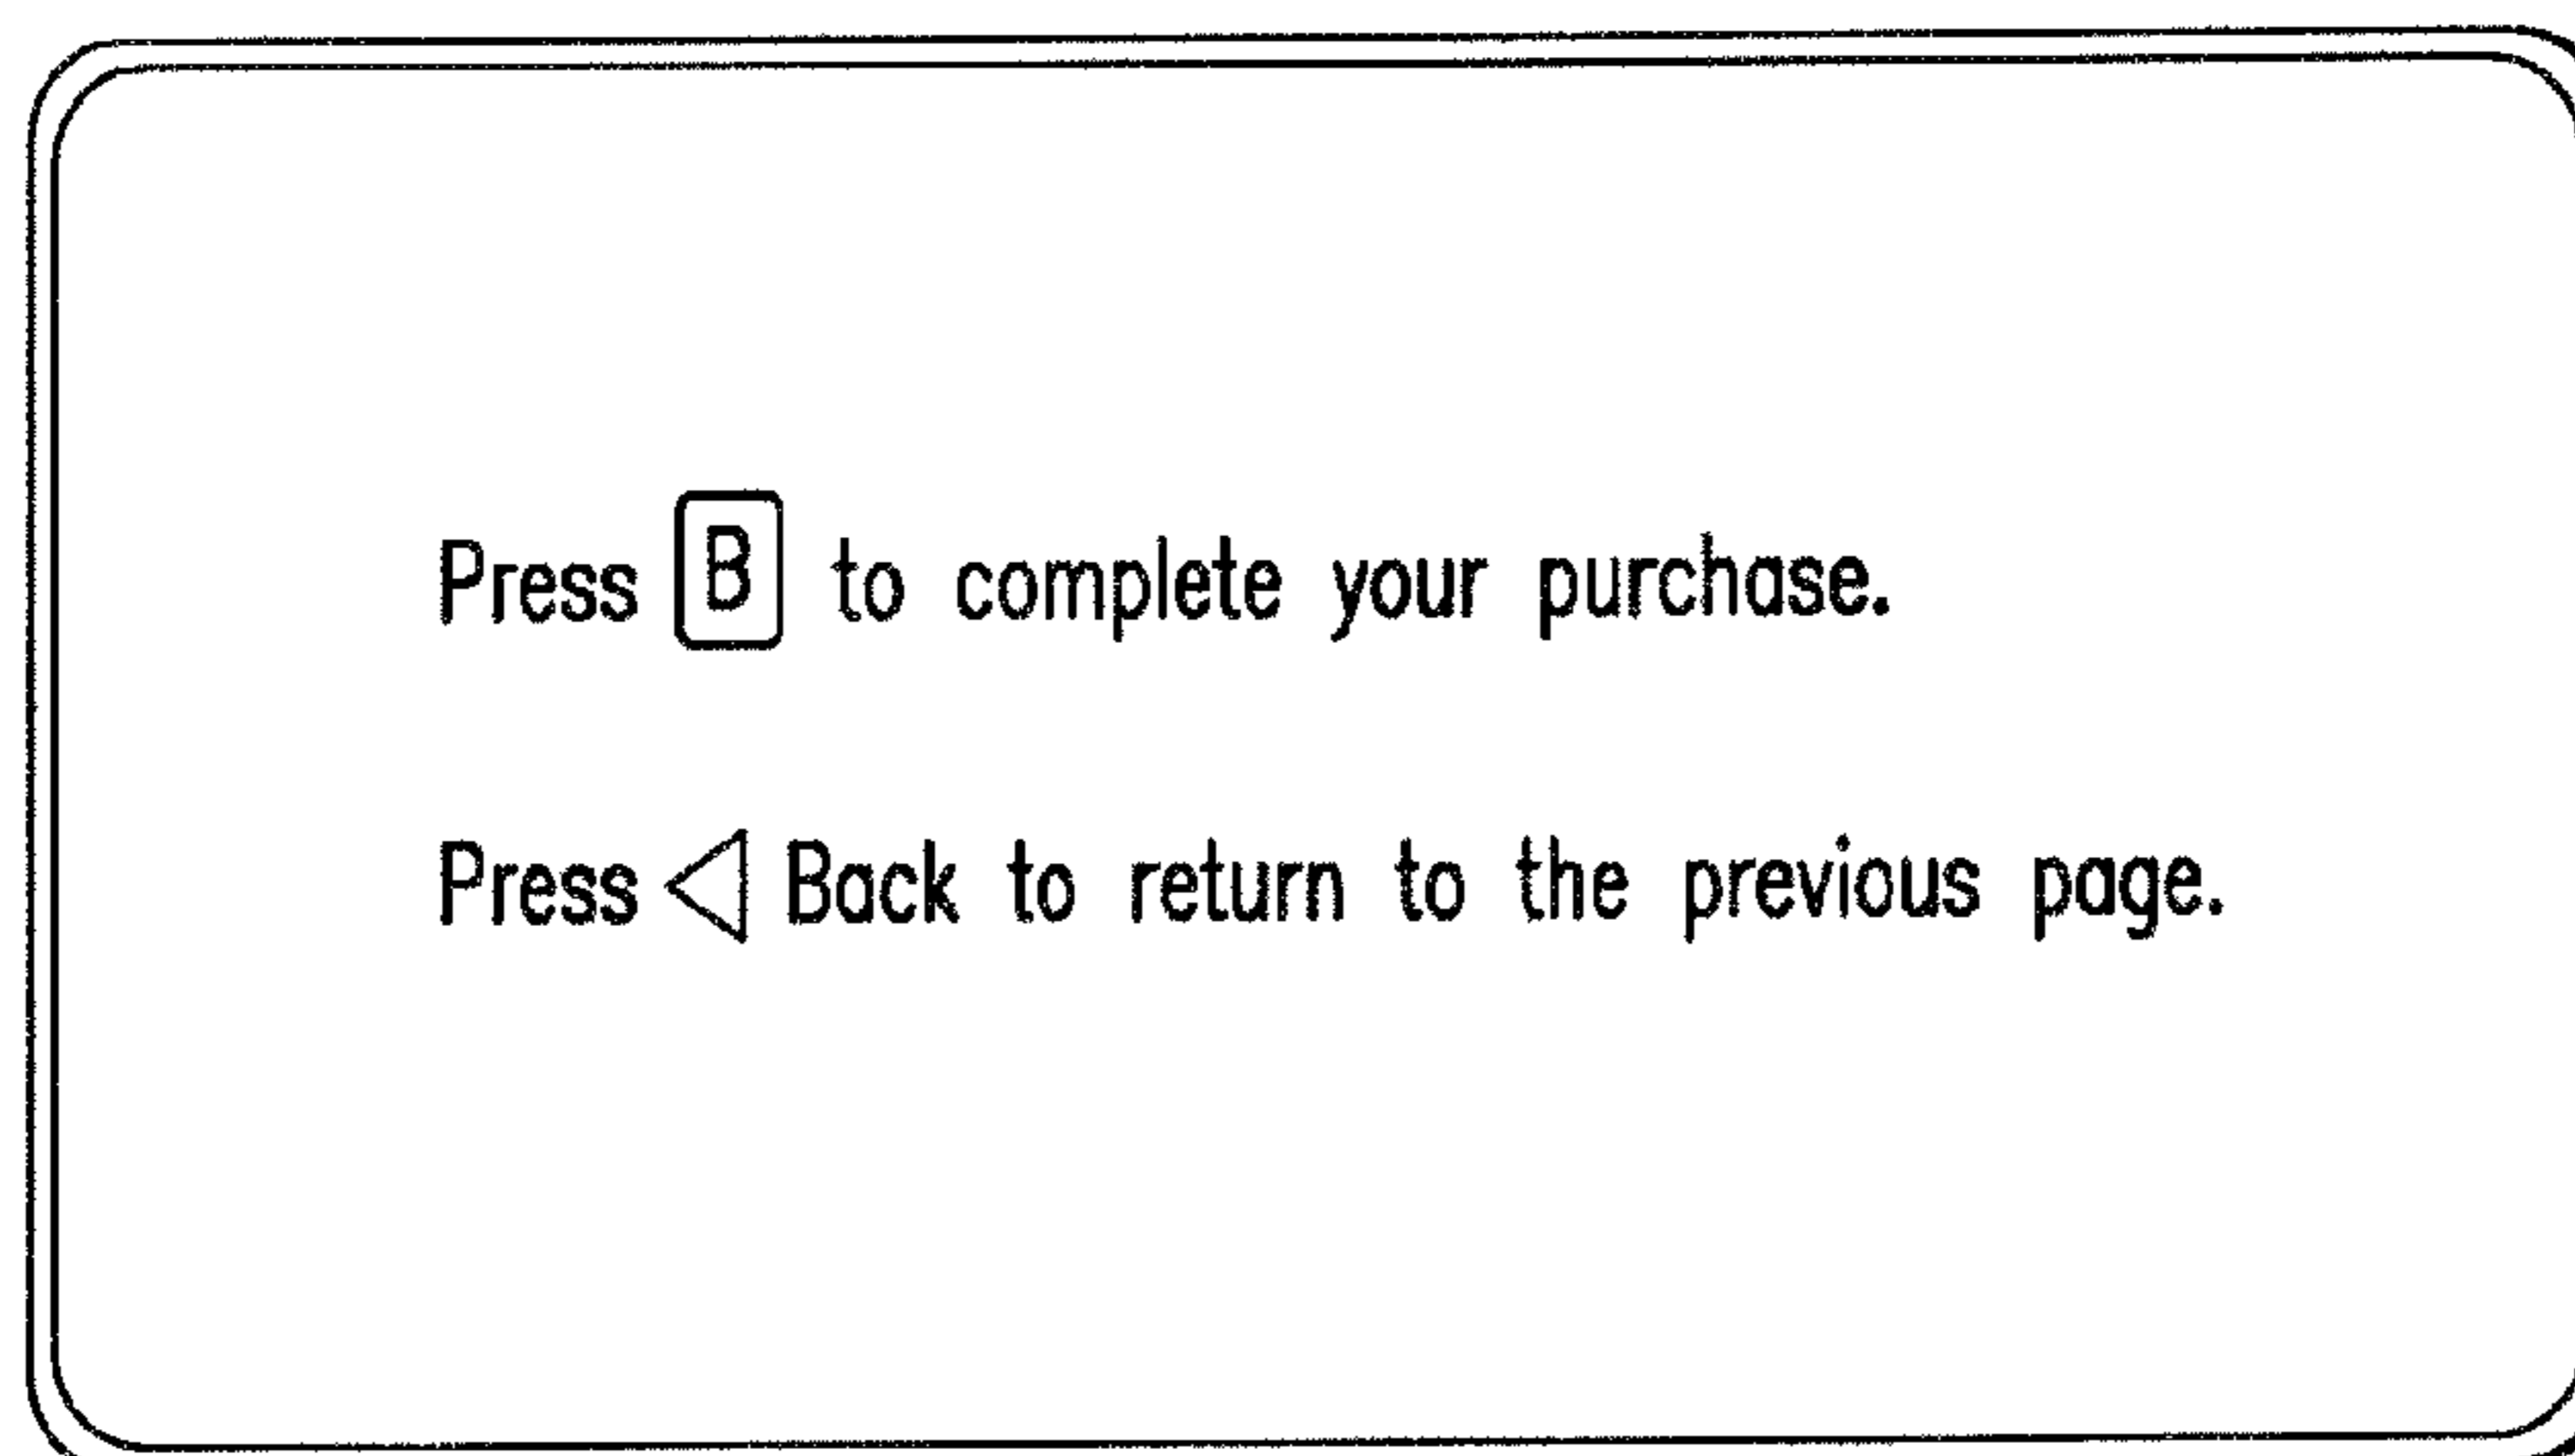 Press B to complete your purchase.
Press ◁ Back to return to the previous page.